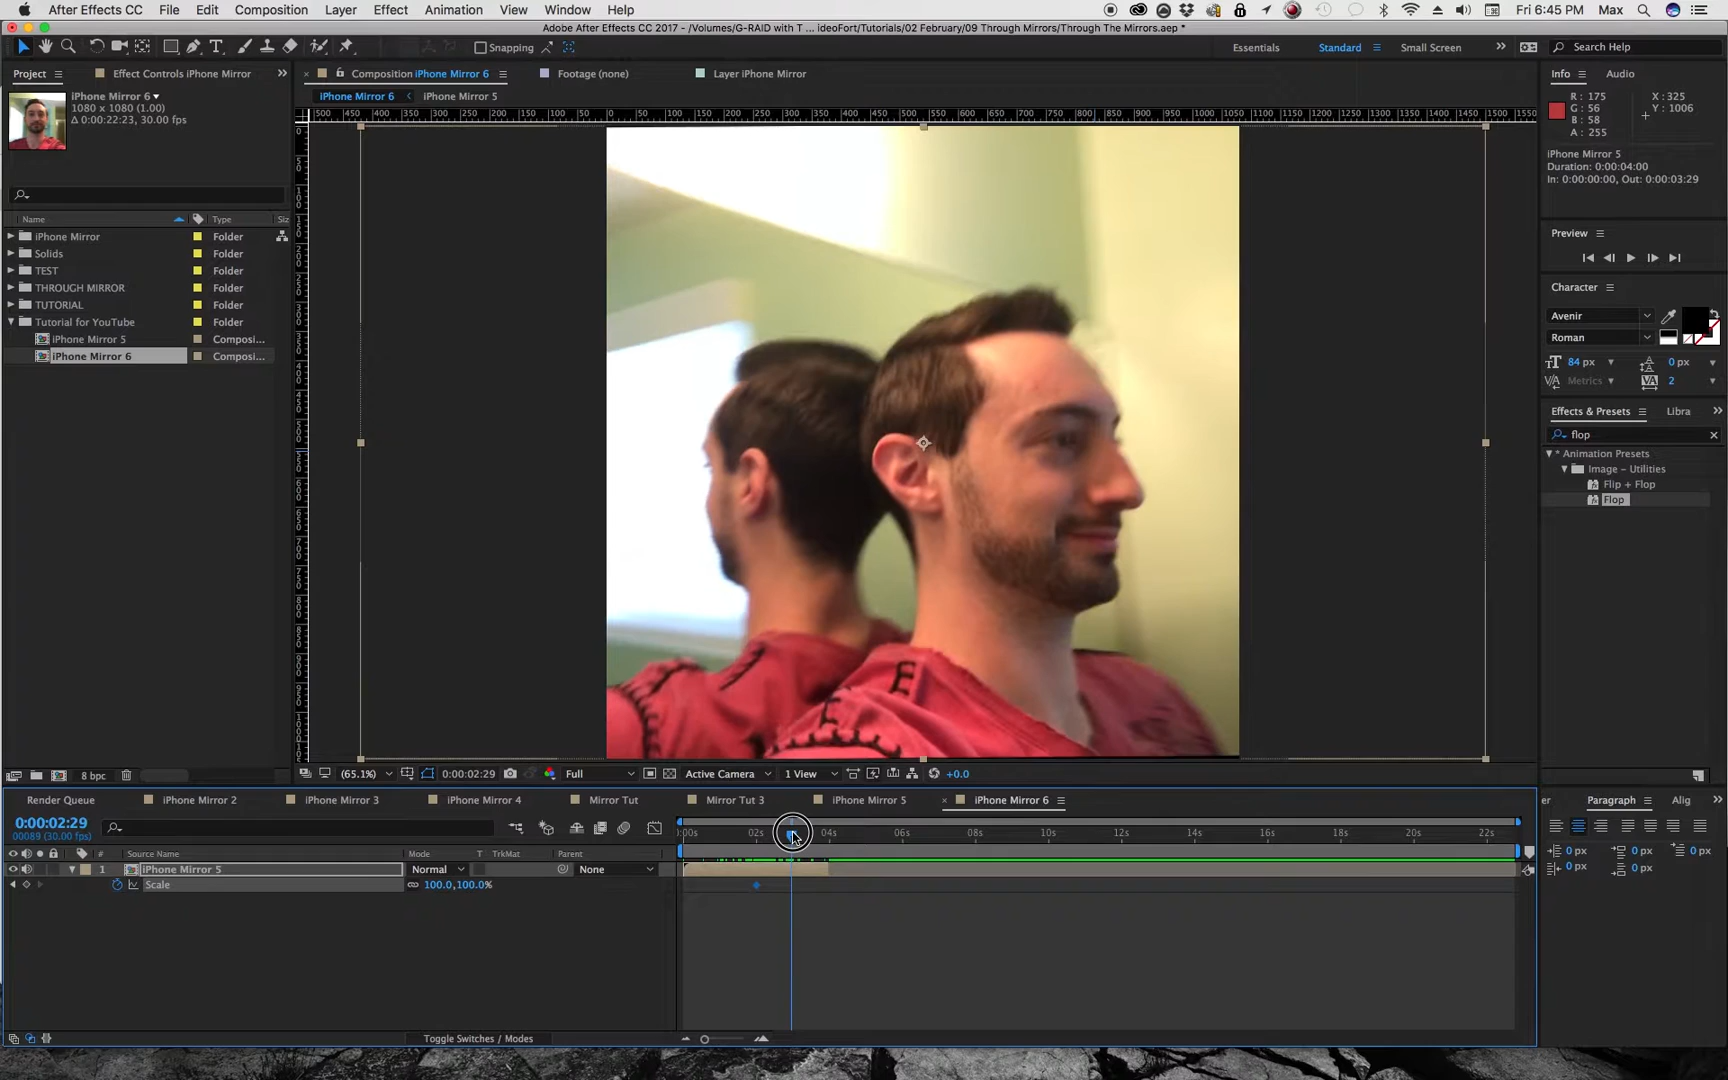 After Effects CC File Edit Composition Layer Effect Animation View Window Help Fri 6:45 PM Max
Adobe After Effects CC 2017 - /Volumes/G-RAID with T ... ideoFort/Tutorials/02 February/09 Through Mirrors/Through The Mirrors.aep *
Snapping Essentials Standard Small Screen Search Help
Project Effect Controls iPhone Mirror Composition iPhone Mirror 6 Footage (none) Layer iPhone Mirror Info Audio
iPhone Mirror 6
1080 x 1080 (1.00)
Δ 0:00:22:23, 30.00 fps
iPhone Mirror 6 iPhone Mirror 5
R : 175 X : 325
G : 56 Y : 1006
B : 58
A : 255
iPhone Mirror 5
Duration: 0:00:04:00
In: 0:00:00:00, Out: 0:00:03:29
Name Type Siz
iPhone Mirror Folder
Solids Folder
TEST Folder
THROUGH MIRROR Folder
TUTORIAL Folder
Tutorial for YouTube Folder
iPhone Mirror 5 Composi...
iPhone Mirror 6 Composi...
Preview
Character
Avenir
Roman
84 px 0 px
Metrics 2
Effects & Presets Libra
flop
* Animation Presets
Image – Utilities
Flip + Flop
Flop
8 bpc (65.1%) 0:00:02:29 Full Active Camera 1 View +0.0
Render Queue iPhone Mirror 2 iPhone Mirror 3 iPhone Mirror 4 Mirror Tut Mirror Tut 3 iPhone Mirror 5 iPhone Mirror 6
er Paragraph Alig
0:00:02:29
00089 (30.00 fps)
:00s 02s 04s 06s 08s 10s 12s 14s 16s 18s 20s 22s
# Source Name Mode T TrkMat Parent
1 iPhone Mirror 5 Normal None
Scale 100.0,100.0%
0 px 0 px 0 px
0 px 0 px
Toggle Switches / Modes